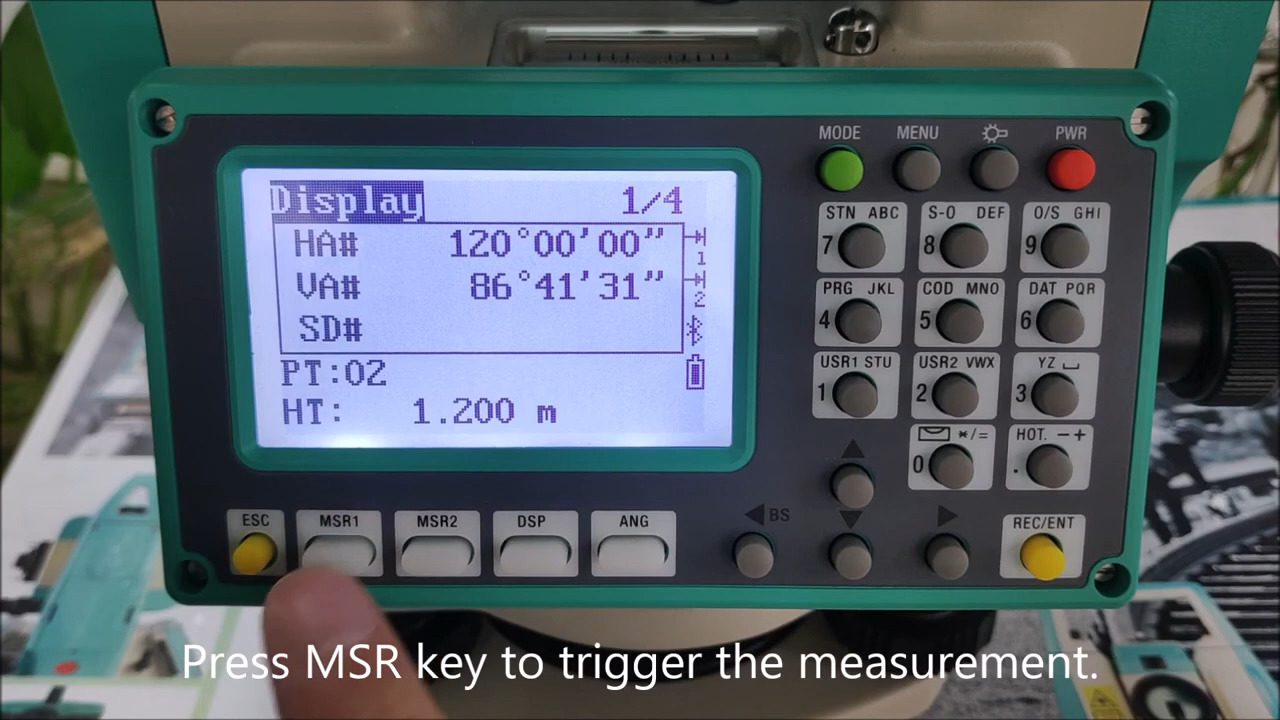 Display 1/4
HA# 120°00'00"
1
VA# 86°41'31"
2
SD#
PT:02
HT: 1.200 m
MODE MENU PWR
STN ABC S-O DEF O/S GHI
7 8 9
PRG JKL COD MNO DAT PQR
4 5 6
USR1 STU USR2 VWX YZ ⌴
1 2 3
*/= HOT. -+
0 .
BS
ESC MSR1 MSR2 DSP ANG REC/ENT
Press MSR key to trigger the measurement.